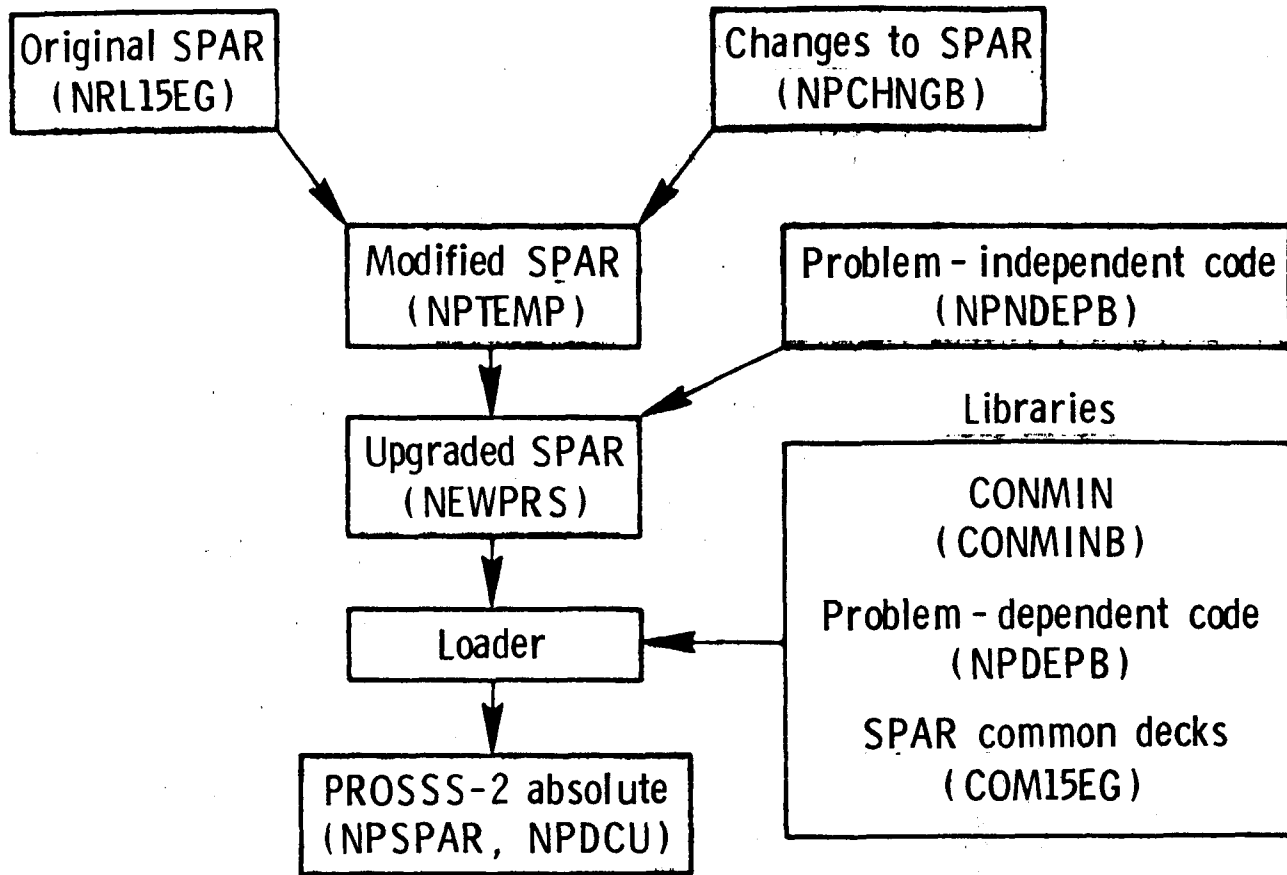 Original SPAR
(NRL15EG)
Changes to SPAR
(NPCHNGB)
Modified SPAR
(NPTEMP)
Problem-independent code
(NPNDEPB)
Upgraded SPAR
(NEWPRS)
Libraries
CONMIN
(CONMINB)
Problem-dependent code
(NPDEPB)
SPAR common decks
(COM15EG)
Loader
PROSSS-2 absolute
(NPSPAR, NPDCU)